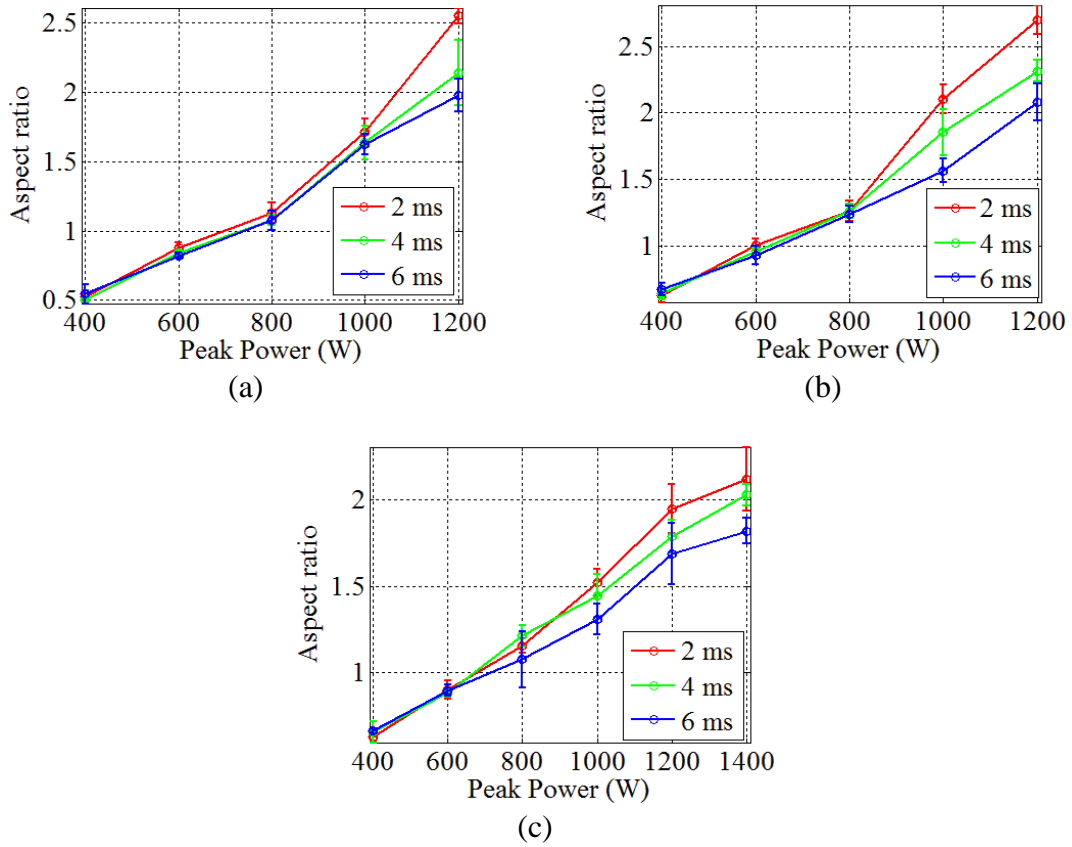 2.5
2
1.5
1
0.5
Aspect ratio
2 ms
4 ms
6 ms
400 600 800 1000 1200
Peak Power (W)
(a)
2.5
2
1.5
1
Aspect ratio
2 ms
4 ms
6 ms
400 600 800 1000 1200
Peak Power (W)
(b)
2
1.5
1
Aspect ratio
2 ms
4 ms
6 ms
400 600 800 1000 1200 1400
Peak Power (W)
(c)